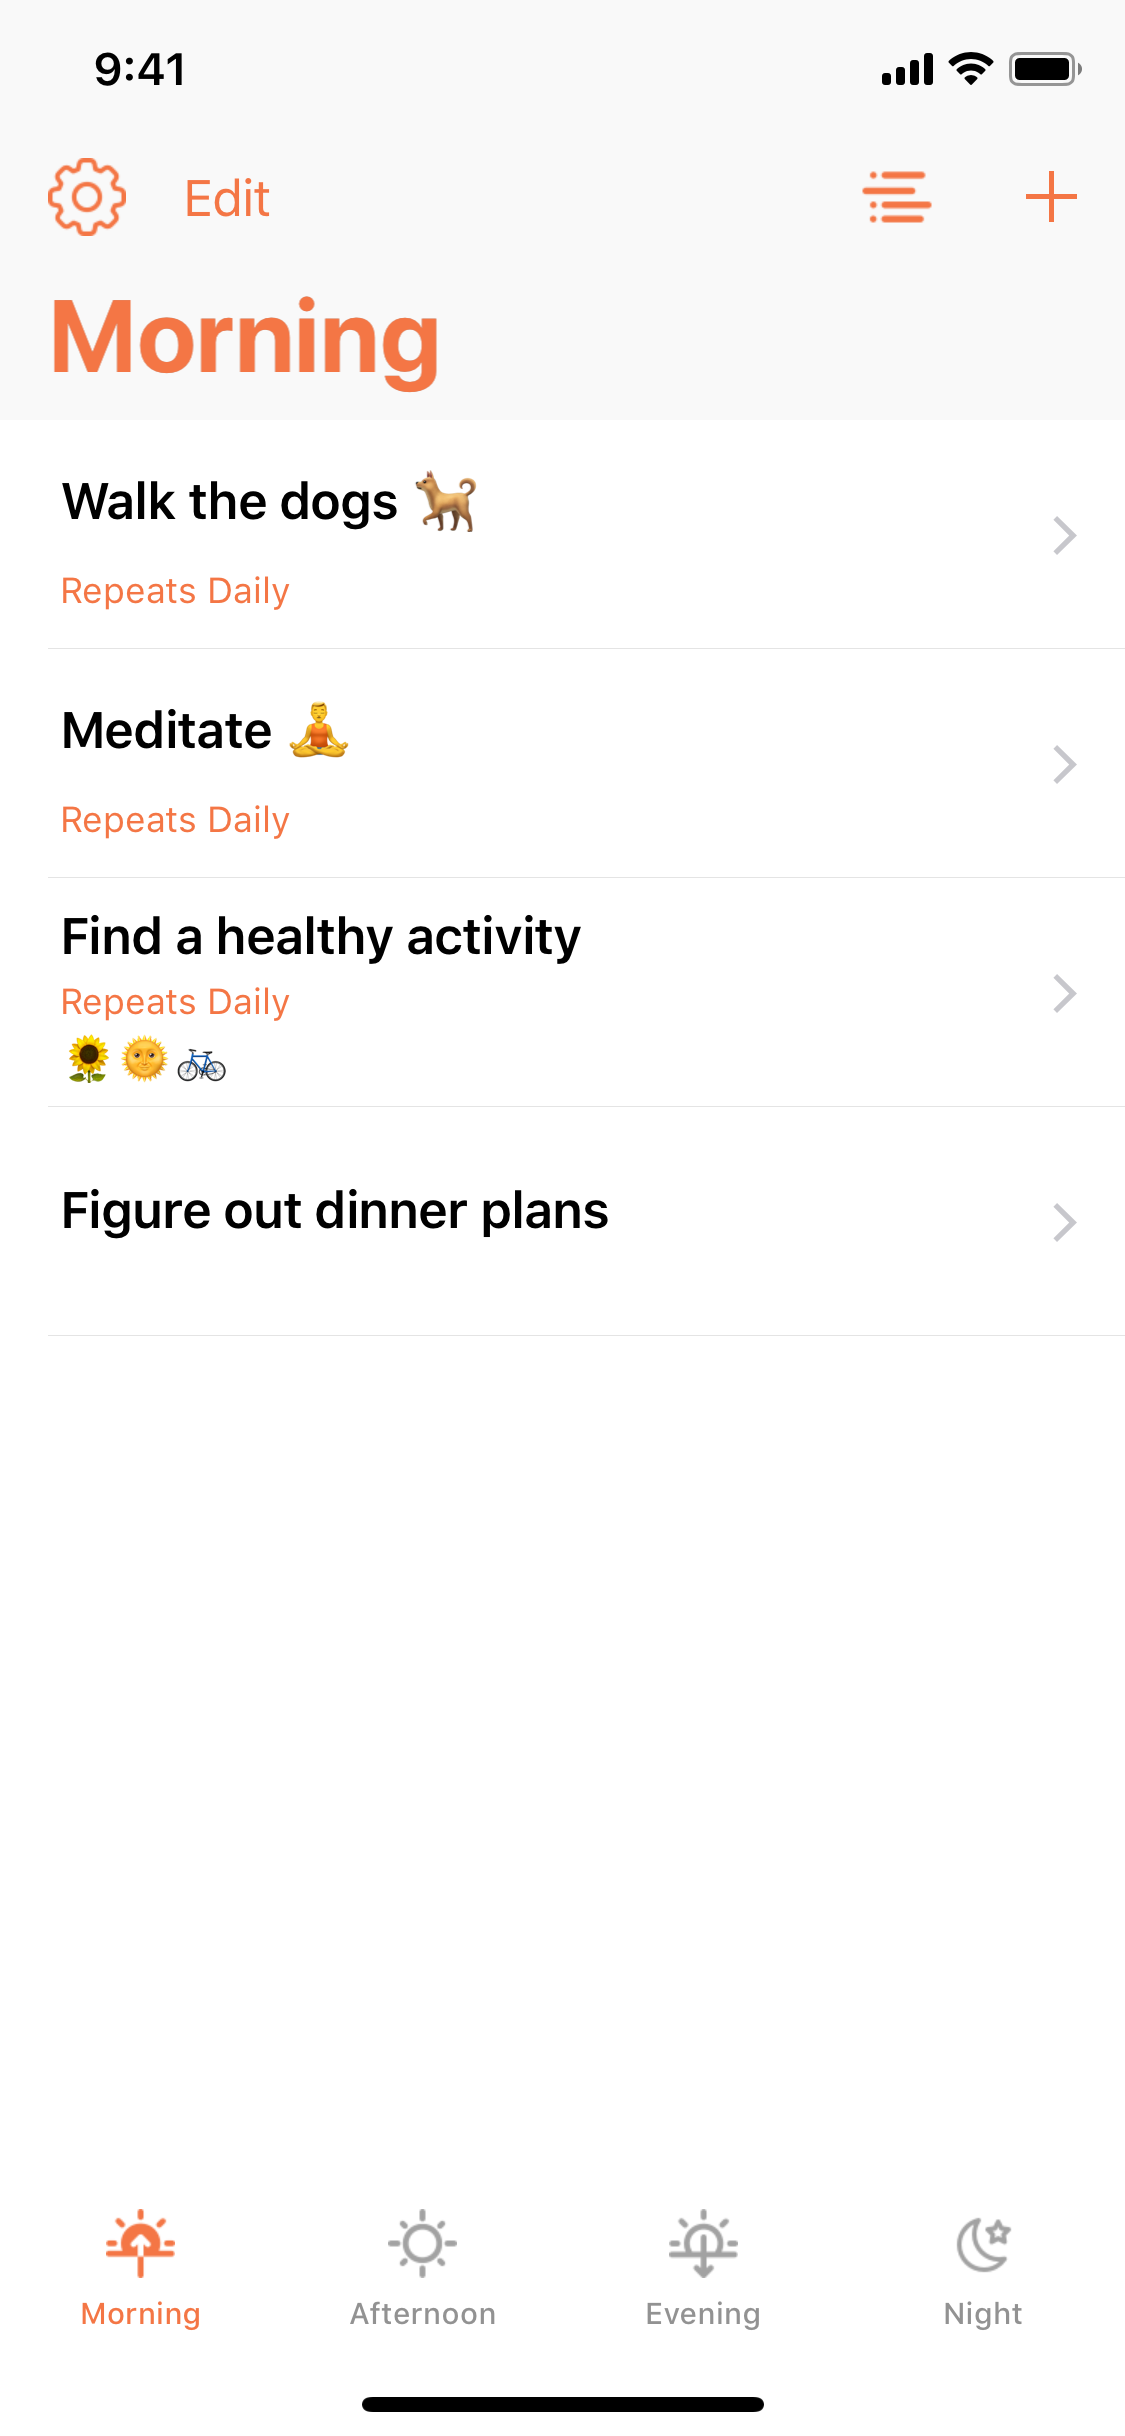 9:41
Edit
Morning
Walk the dogs 🐕
Repeats Daily
Meditate 🧘‍♂️
Repeats Daily
Find a healthy activity
Repeats Daily
🌻🌞🚲
Figure out dinner plans
Morning Afternoon Evening Night